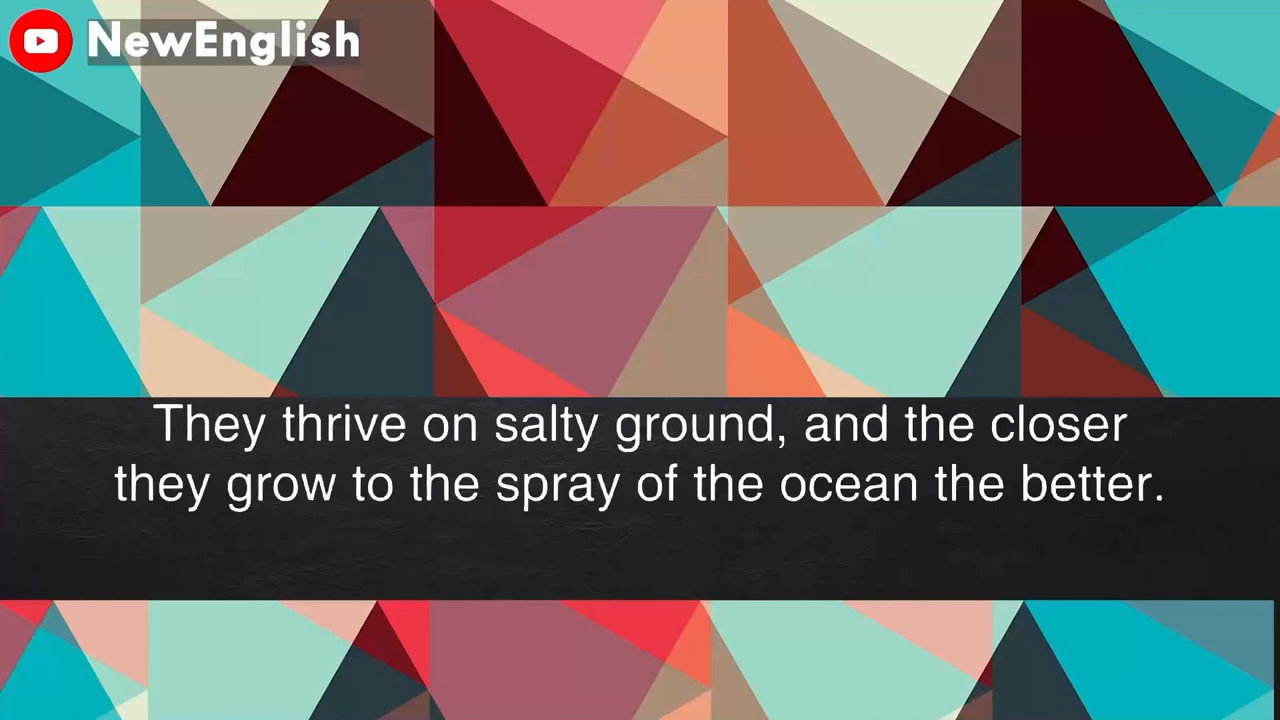 NewEnglish
They thrive on salty ground, and the closer
they grow to the spray of the ocean the better.